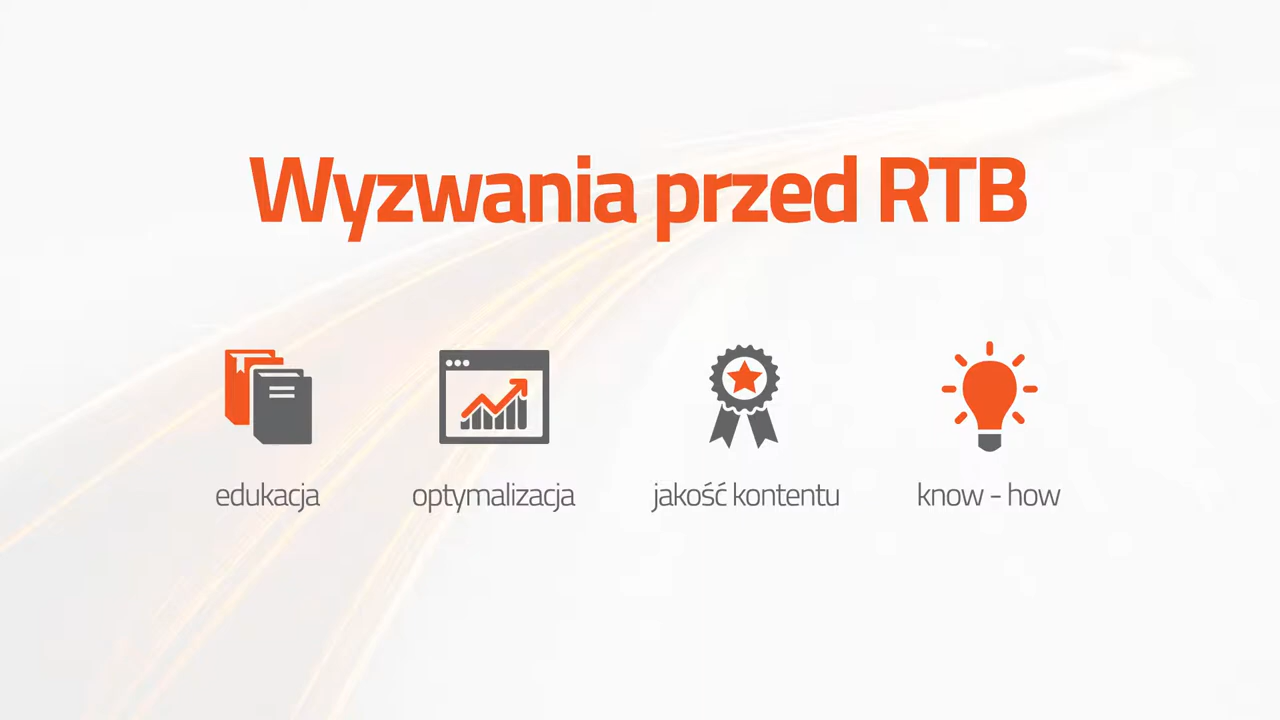 Wyzwania przed RTB
edukacja
optymalizacja
jakość kontentu
know - how